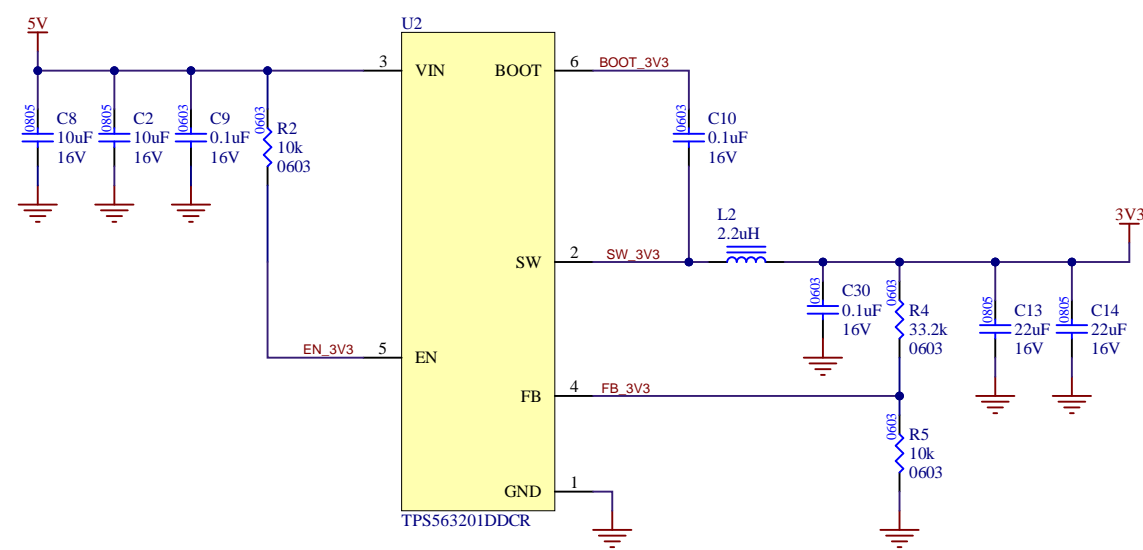 5V
U2
3
VIN
BOOT
6
BOOT_3V3
0805
C8
10uF
16V
0805
C2
10uF
16V
0603
C9
0.1uF
16V
0603
R2
10k
0603
0603
C10
0.1uF
16V
L2
2.2uH
3V3
SW
2
SW_3V3
0603
C30
0.1uF
16V
0603
R4
33.2k
0603
0805
C13
22uF
16V
0805
C14
22uF
16V
EN_3V3
5
EN
FB
4
FB_3V3
0603
R5
10k
0603
GND
1
TPS563201DDCR